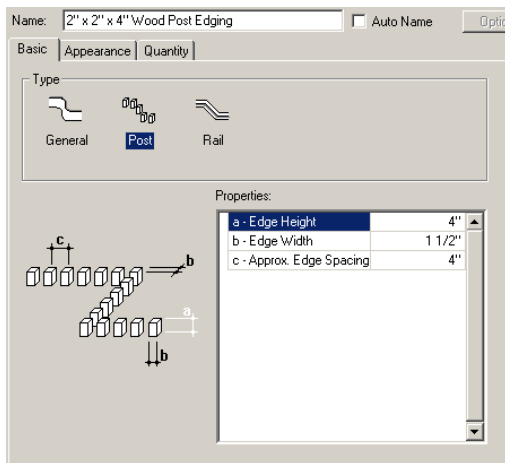 Name: 2" x 2" x 4" Wood Post Edging Auto Name
Basic Appearance Quantity
Type
General Post Rail
Properties:
a - Edge Height 4"
b - Edge Width 1 1/2"
c - Approx. Edge Spacing 4"
c
b
a
b